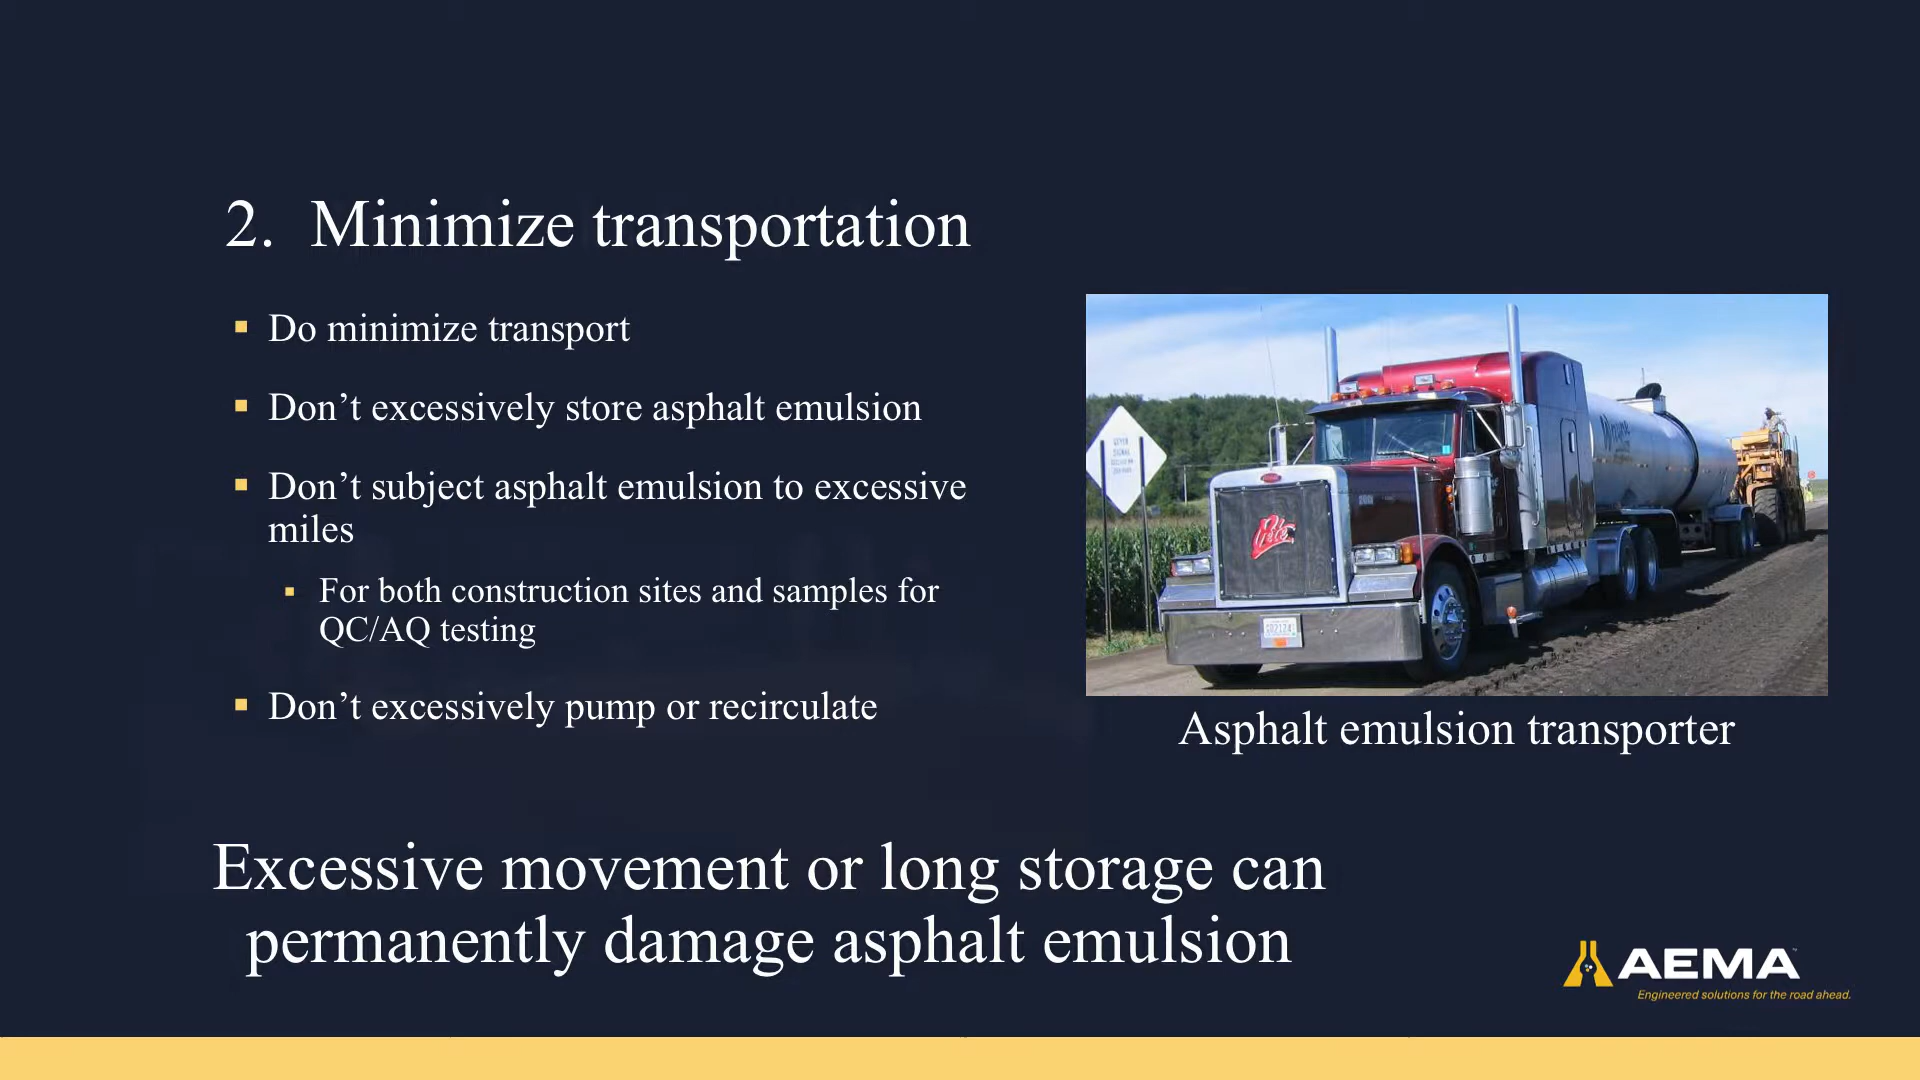 2. Minimize transportation
▪ Do minimize transport
▪ Don’t excessively store asphalt emulsion
▪ Don’t subject asphalt emulsion to excessive
miles
▪ For both construction sites and samples for
QC/AQ testing
▪ Don’t excessively pump or recirculate
Pete
Asphalt emulsion transporter
Excessive movement or long storage can
permanently damage asphalt emulsion
AEMA™
Engineered solutions for the road ahead.